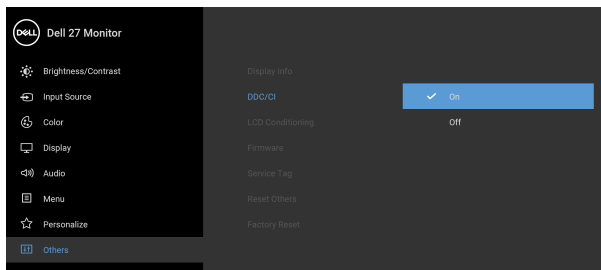 DELL Dell 27 Monitor
Brightness/Contrast
Input Source
Color
Display
Audio
Menu
Personalize
Others
Display Info
DDC/CI
LCD Conditioning
Firmware
Service Tag
Reset Others
Factory Reset
On
Off